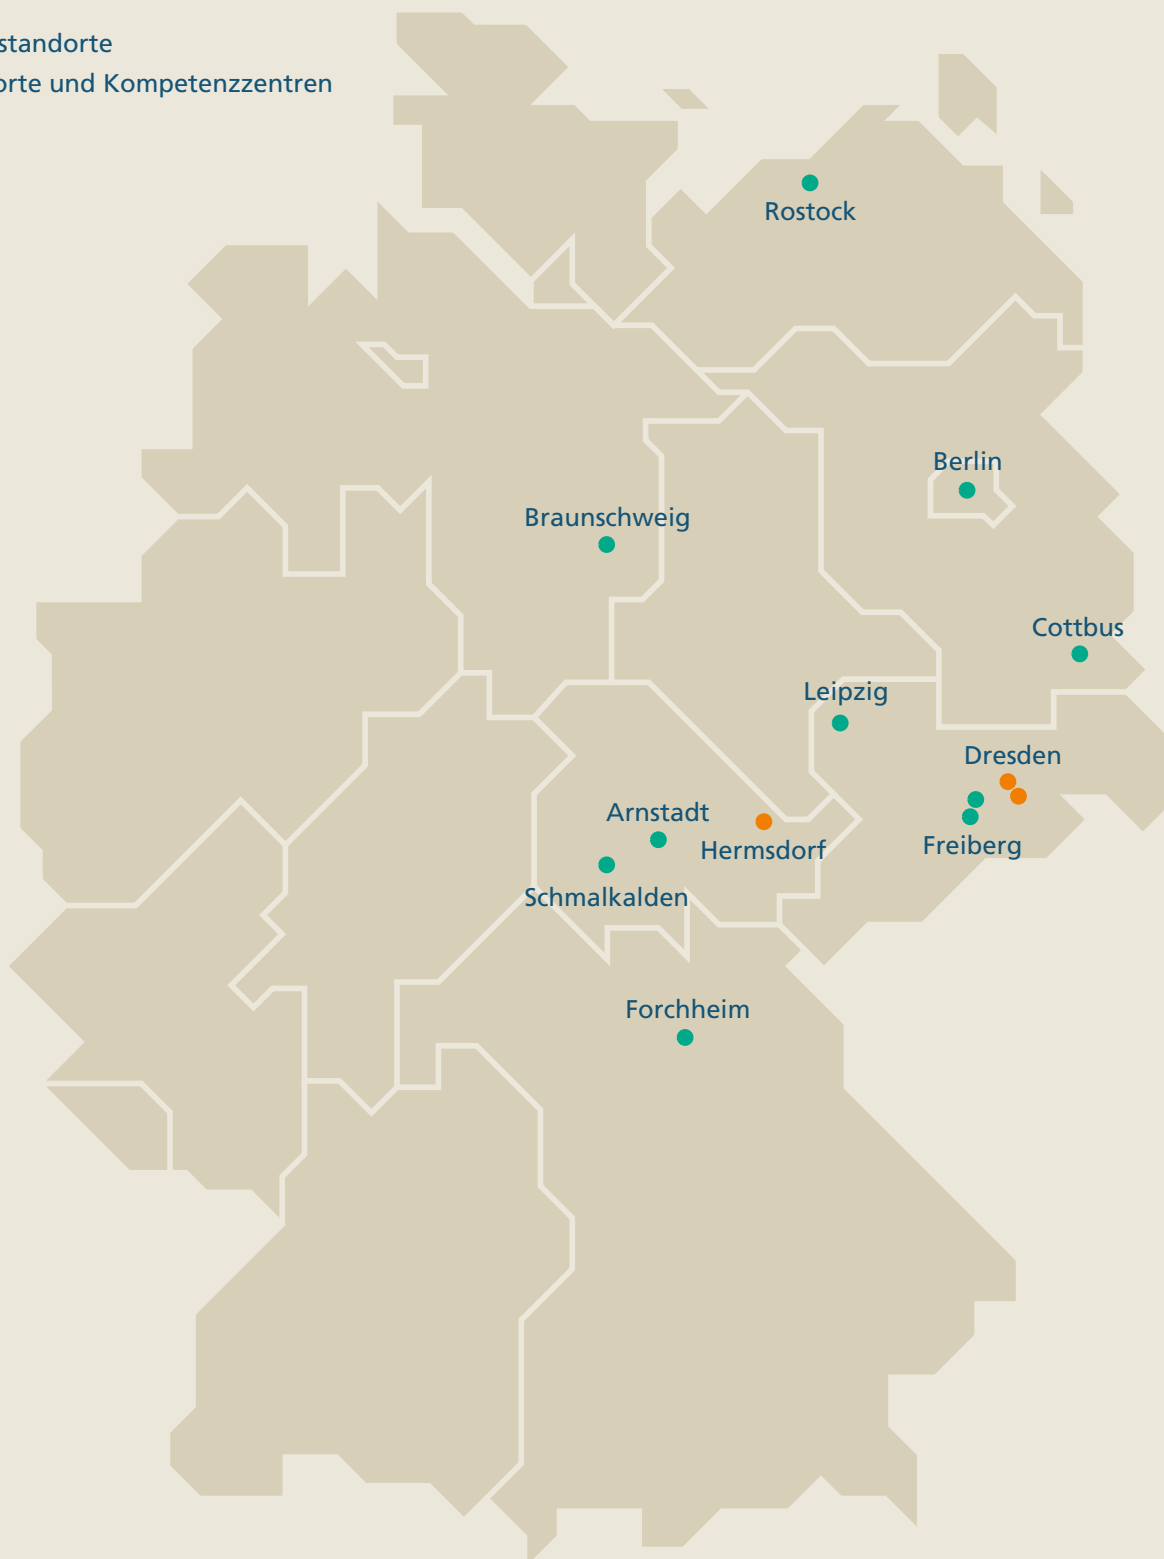 standorte
orte und Kompetenzzentren
Rostock
Berlin
Braunschweig
Cottbus
Leipzig
Dresden
Arnstadt
Hermsdorf
Freiberg
Schmalkalden
Forchheim